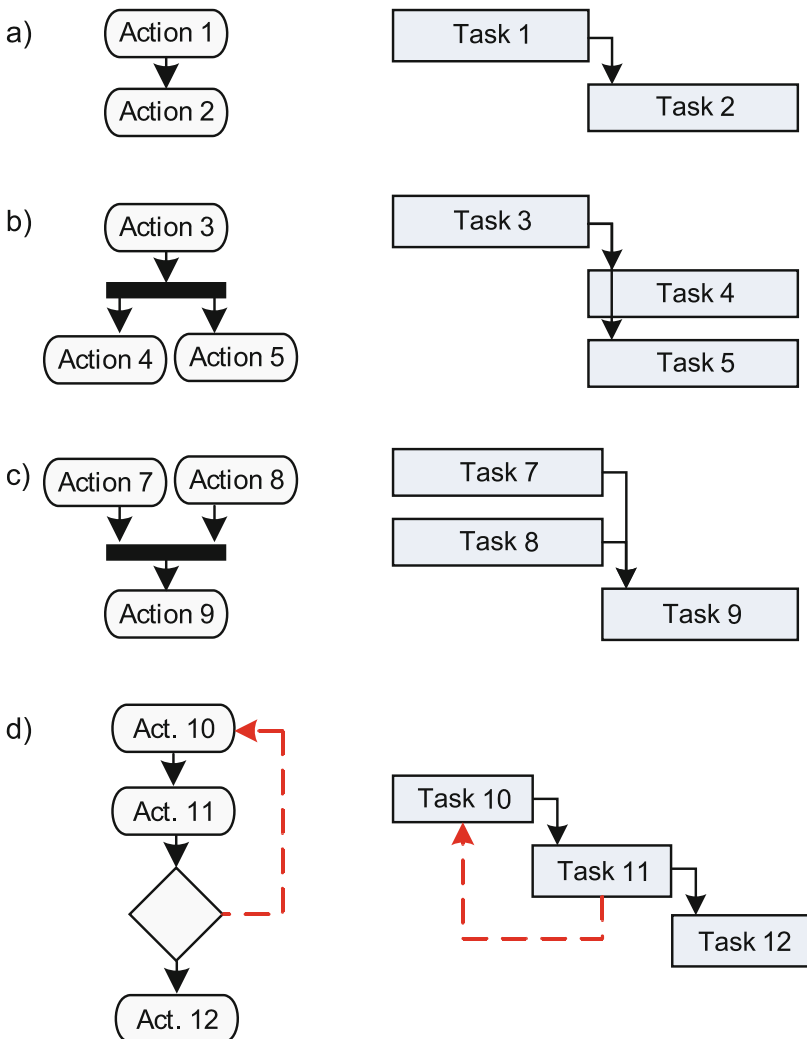 a)
Action 1
Action 2
Task 1
Task 2
b)
Action 3
Action 4
Action 5
Task 3
Task 4
Task 5
c)
Action 7
Action 8
Action 9
Task 7
Task 8
Task 9
d)
Act. 10
Act. 11
Act. 12
Task 10
Task 11
Task 12